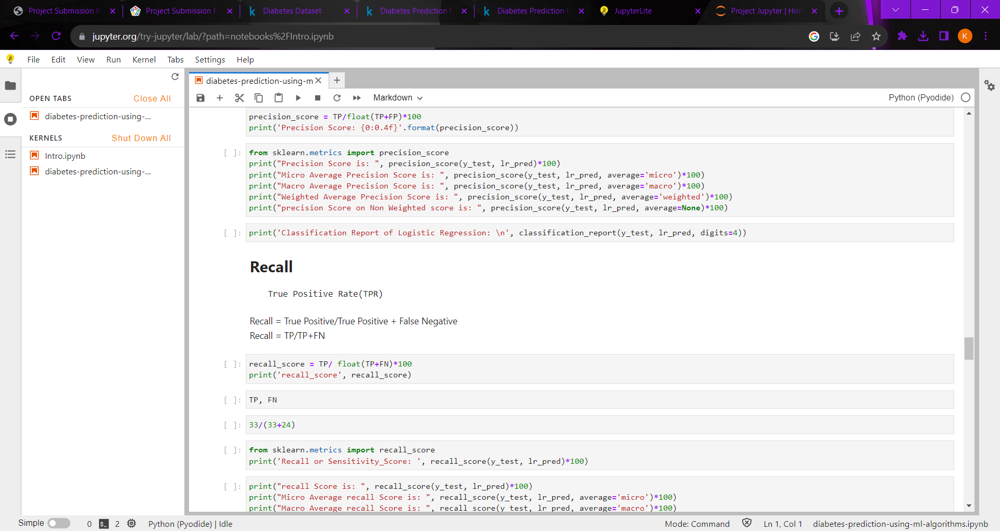 Project Submission P
Project Submission F
Diabetes Dataset
Diabetes Prediction U
Diabetes Prediction U
JupyterLite
Project Jupyter | Hom
jupyter.org/try-jupyter/lab/?path=notebooks%2FIntro.ipynb
K
File Edit View Run Kernel Tabs Settings Help
OPEN TABS Close All
diabetes-prediction-using-...
KERNELS Shut Down All
Intro.ipynb
diabetes-prediction-using-...
diabetes-prediction-using-m
Markdown
Python (Pyodide)
precision_score = TP/float(TP+FP)*100
print('Precision Score: {0:0.4f}'.format(precision_score))
[ ]: from sklearn.metrics import precision_score
print("Precision Score is: ", precision_score(y_test, lr_pred)*100)
print("Micro Average Precision Score is: ", precision_score(y_test, lr_pred, average='micro')*100)
print("Macro Average Precision Score is: ", precision_score(y_test, lr_pred, average='macro')*100)
print("Weighted Average Precision Score is: ", precision_score(y_test, lr_pred, average='weighted')*100)
print("precision Score on Non Weighted score is: ", precision_score(y_test, lr_pred, average=None)*100)
[ ]: print('Classification Report of Logistic Regression: \n', classification_report(y_test, lr_pred, digits=4))
Recall
True Positive Rate(TPR)
Recall = True Positive/True Positive + False Negative
Recall = TP/TP+FN
[ ]: recall_score = TP/ float(TP+FN)*100
print('recall_score', recall_score)
[ ]: TP, FN
[ ]: 33/(33+24)
[ ]: from sklearn.metrics import recall_score
print('Recall or Sensitivity_Score: ', recall_score(y_test, lr_pred)*100)
[ ]: print("recall Score is: ", recall_score(y_test, lr_pred)*100)
print("Micro Average recall Score is: ", recall_score(y_test, lr_pred, average='micro')*100)
print("Macro Average recall Score is: ", recall_score(y_test, lr_pred, average='macro')*100)
Simple 0 $_ 2 Python (Pyodide) | Idle
Mode: Command Ln 1, Col 1 diabetes-prediction-using-ml-algorithms.ipynb